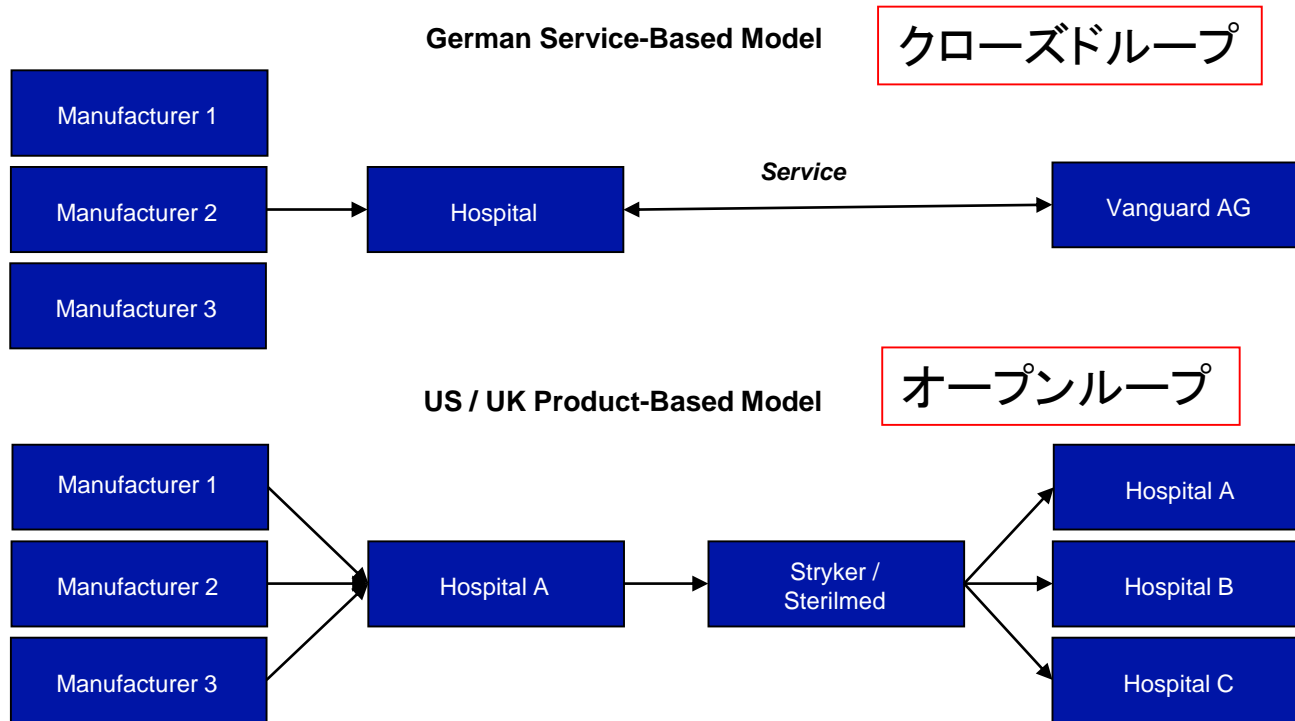 German Service-Based Model
クローズドループ
Manufacturer 1
Manufacturer 2
Manufacturer 3
Hospital
Service
Vanguard AG
US / UK Product-Based Model
オープンループ
Manufacturer 1
Manufacturer 2
Manufacturer 3
Hospital A
Stryker /
Sterilmed
Hospital A
Hospital B
Hospital C